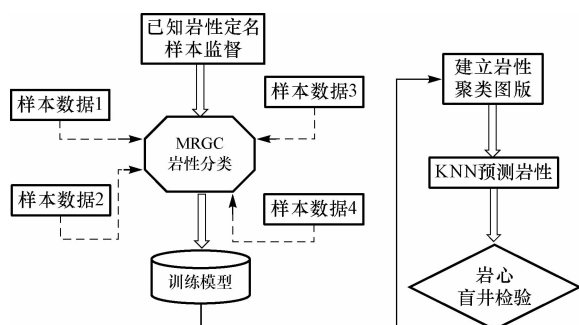 已知岩性定名
样本监督
样本数据1
样本数据3
MRGC
岩性分类
样本数据2
样本数据4
训练模型
建立岩性
聚类图版
KNN预测岩性
岩心
盲井检验